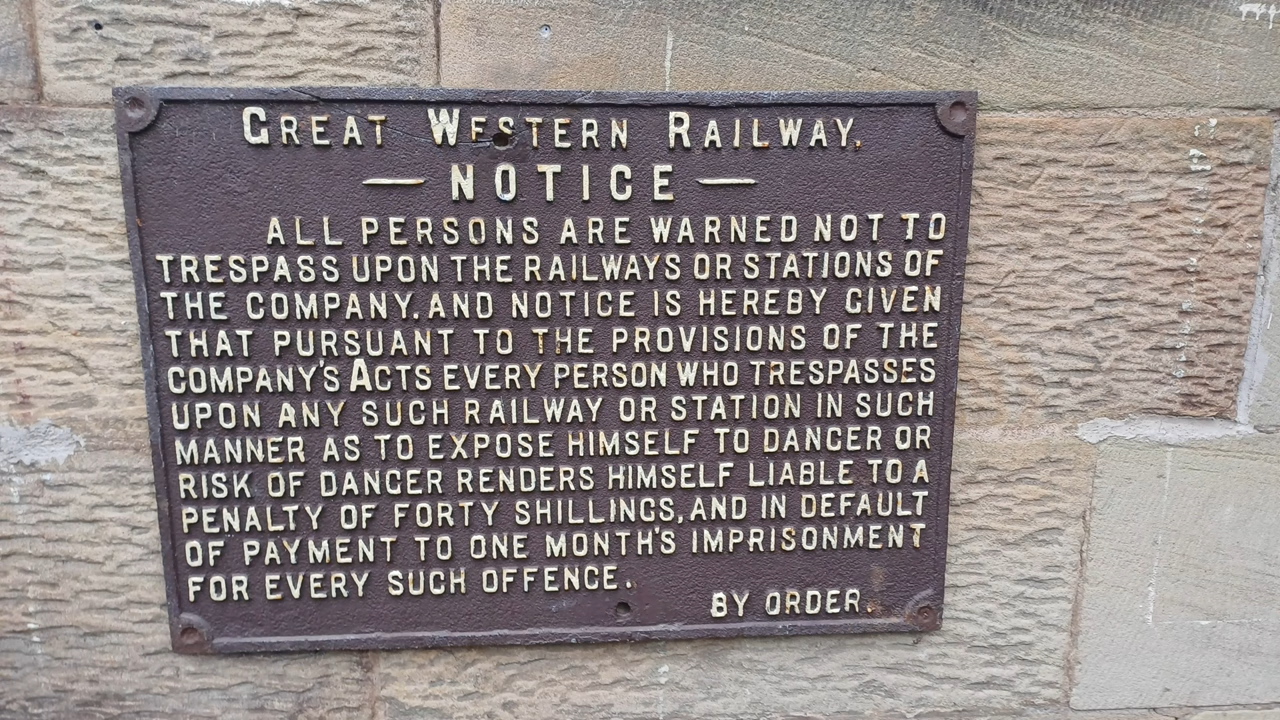 GREAT WESTERN RAILWAY.
— NOTICE —
ALL PERSONS ARE WARNED NOT TO
TRESPASS UPON THE RAILWAYS OR STATIONS OF
THE COMPANY, AND NOTICE IS HEREBY GIVEN
THAT PURSUANT TO THE PROVISIONS OF THE
COMPANY'S ACTS EVERY PERSON WHO TRESPASSES
UPON ANY SUCH RAILWAY OR STATION IN SUCH
MANNER AS TO EXPOSE HIMSELF TO DANGER OR
RISK OF DANGER RENDERS HIMSELF LIABLE TO A
PENALTY OF FORTY SHILLINGS, AND IN DEFAULT
OF PAYMENT TO ONE MONTH'S IMPRISONMENT
FOR EVERY SUCH OFFENCE.
BY ORDER.